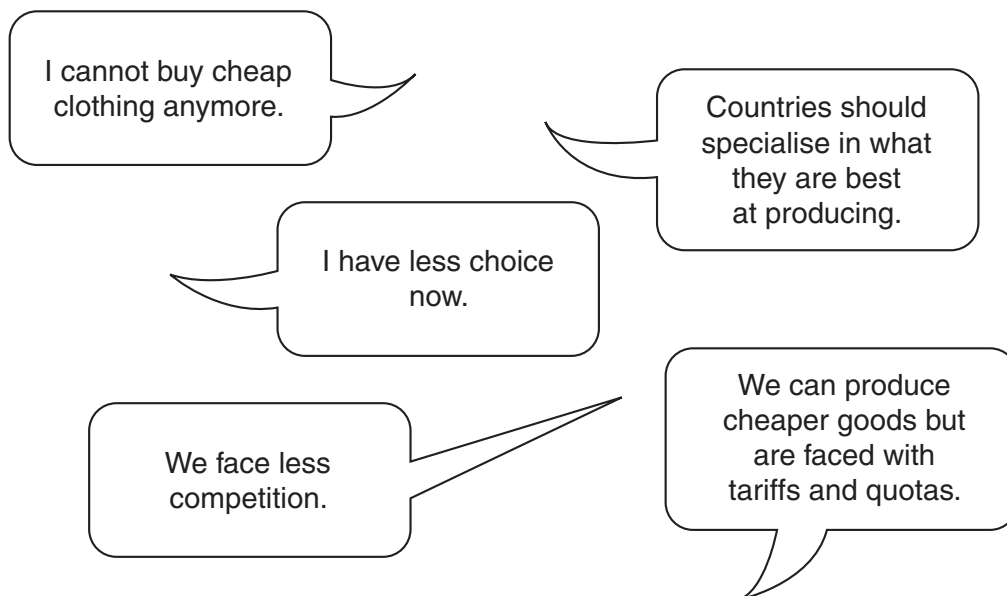 I cannot buy cheap
clothing anymore.
Countries should
specialise in what
they are best
at producing.
I have less choice
now.
We can produce
cheaper goods but
are faced with
tariffs and quotas.
We face less
competition.